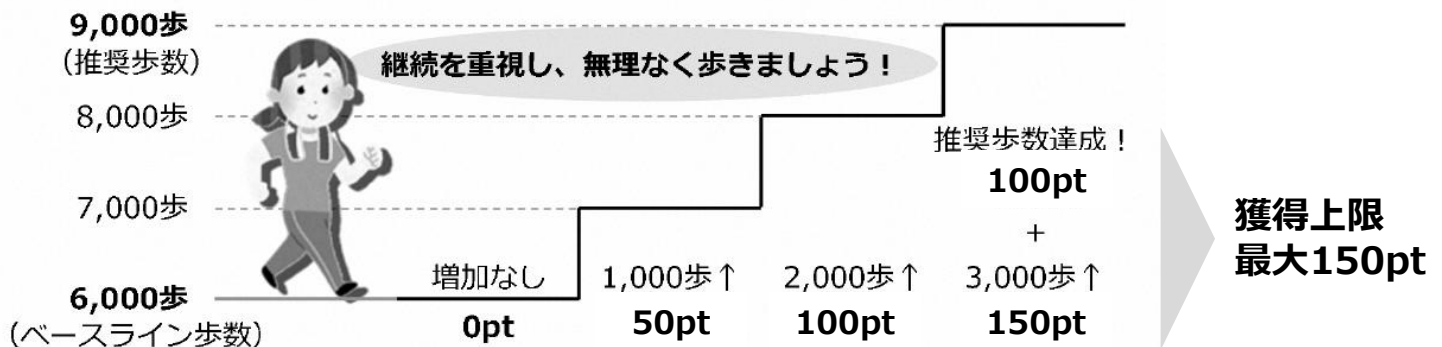 9,000歩
(推奨歩数)
継続を重視し、無理なく歩きましょう！
8,000歩
推奨歩数達成！
100pt
7,000歩
+
増加なし
1,000歩↑
2,000歩↑
3,000歩↑
6,000歩
(ベースライン歩数)
0pt
50pt
100pt
150pt
獲得上限
最大150pt